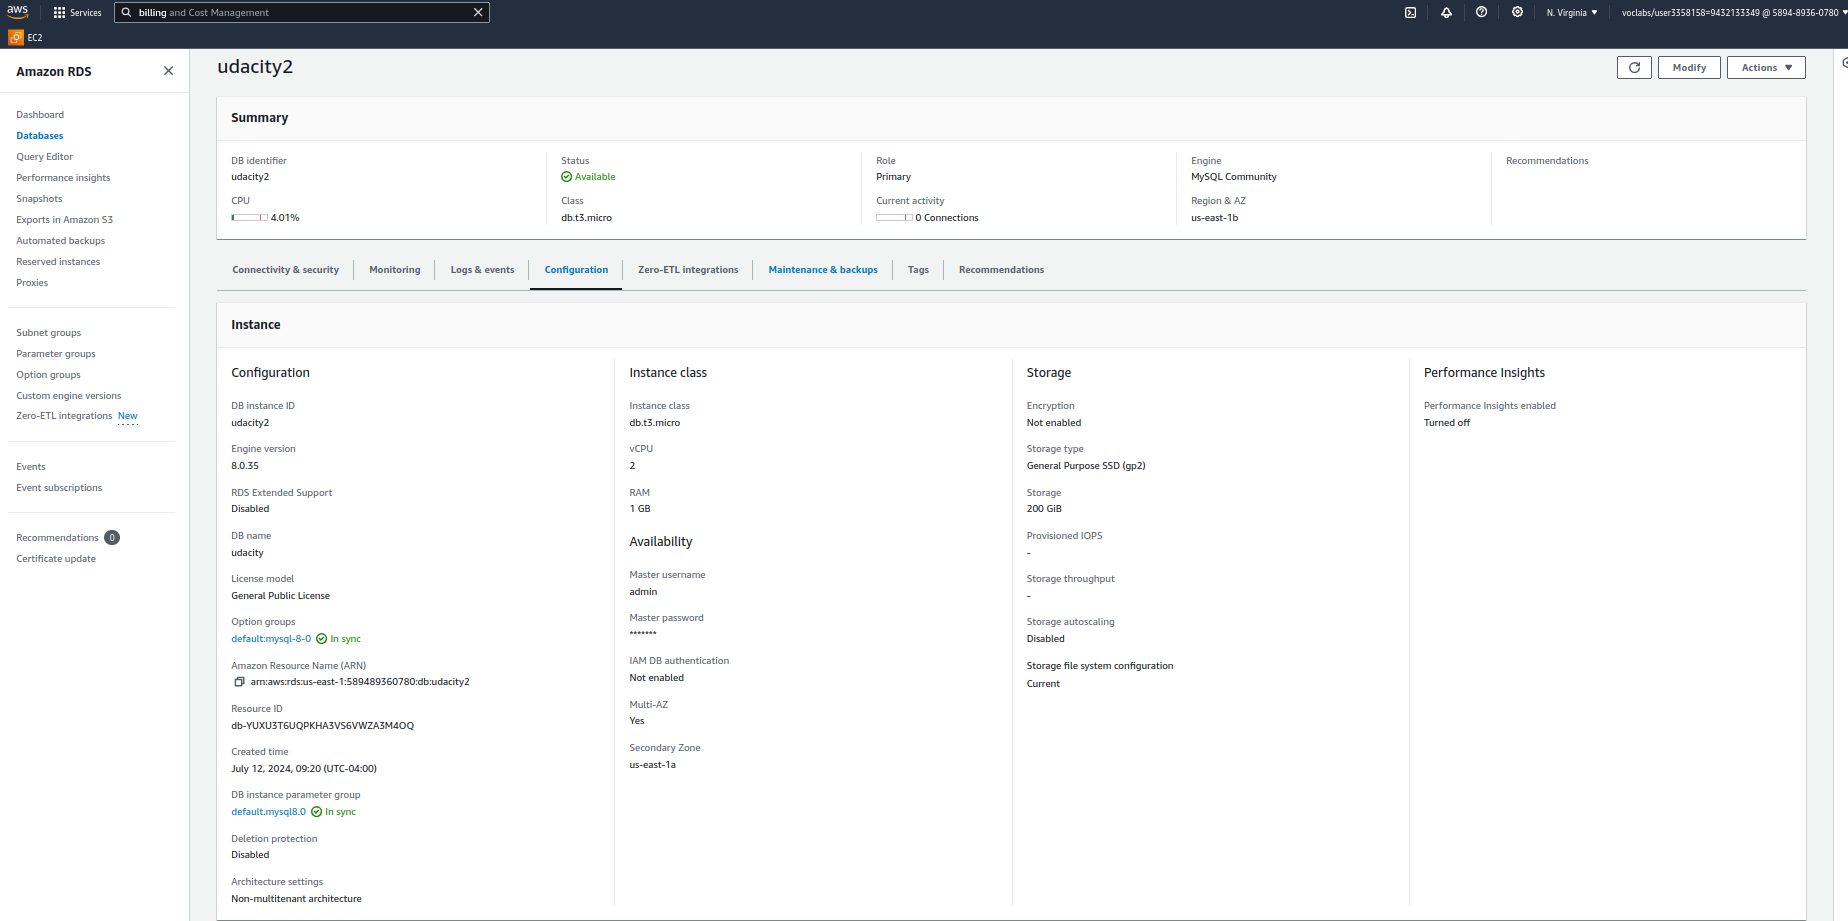 aws
Services
billing and Cost Management
N. Virginia
voclabs/user3358158=9432133349 @ 5894-8936-0780
EC2
Amazon RDS
Dashboard
Databases
Query Editor
Performance insights
Snapshots
Exports in Amazon S3
Automated backups
Reserved instances
Proxies
Subnet groups
Parameter groups
Option groups
Custom engine versions
Zero-ETL integrations New
Events
Event subscriptions
Recommendations 0
Certificate update
udacity2
Modify
Actions
Summary
DB identifier
udacity2
CPU
4.01%
Status
Available
Class
db.t3.micro
Role
Primary
Current activity
0 Connections
Engine
MySQL Community
Region & AZ
us-east-1b
Recommendations
Connectivity & security
Monitoring
Logs & events
Configuration
Zero-ETL integrations
Maintenance & backups
Tags
Recommendations
Instance
Configuration
DB instance ID
udacity2
Engine version
8.0.35
RDS Extended Support
Disabled
DB name
udacity
License model
General Public License
Option groups
default:mysql-8-0 In sync
Amazon Resource Name (ARN)
arn:aws:rds:us-east-1:589489360780:db:udacity2
Resource ID
db-YUXU3T6UQPKHA3VS6VWZA3M4OQ
Created time
July 12, 2024, 09:20 (UTC-04:00)
DB instance parameter group
default.mysql8.0 In sync
Deletion protection
Disabled
Architecture settings
Non-multitenant architecture
Instance class
Instance class
db.t3.micro
vCPU
2
RAM
1 GB
Availability
Master username
admin
Master password
*******
IAM DB authentication
Not enabled
Multi-AZ
Yes
Secondary Zone
us-east-1a
Storage
Encryption
Not enabled
Storage type
General Purpose SSD (gp2)
Storage
200 GiB
Provisioned IOPS
-
Storage throughput
-
Storage autoscaling
Disabled
Storage file system configuration
Current
Performance Insights
Performance Insights enabled
Turned off